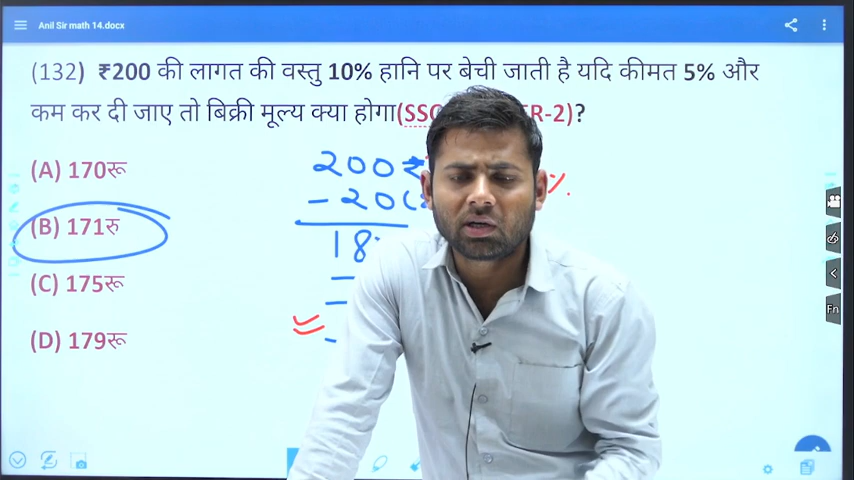 Anil Sir math 14.docx
(132) ₹200 की लागत की वस्तु 10% हानि पर बेची जाती है यदि कीमत 5% और
कम कर दी जाए तो बिक्री मूल्य क्या होगा(SSC ER-2)?
(A) 170रू
(B) 171रु
(C) 175रू
(D) 179रू
200₹
-20(
18
%.
Fn